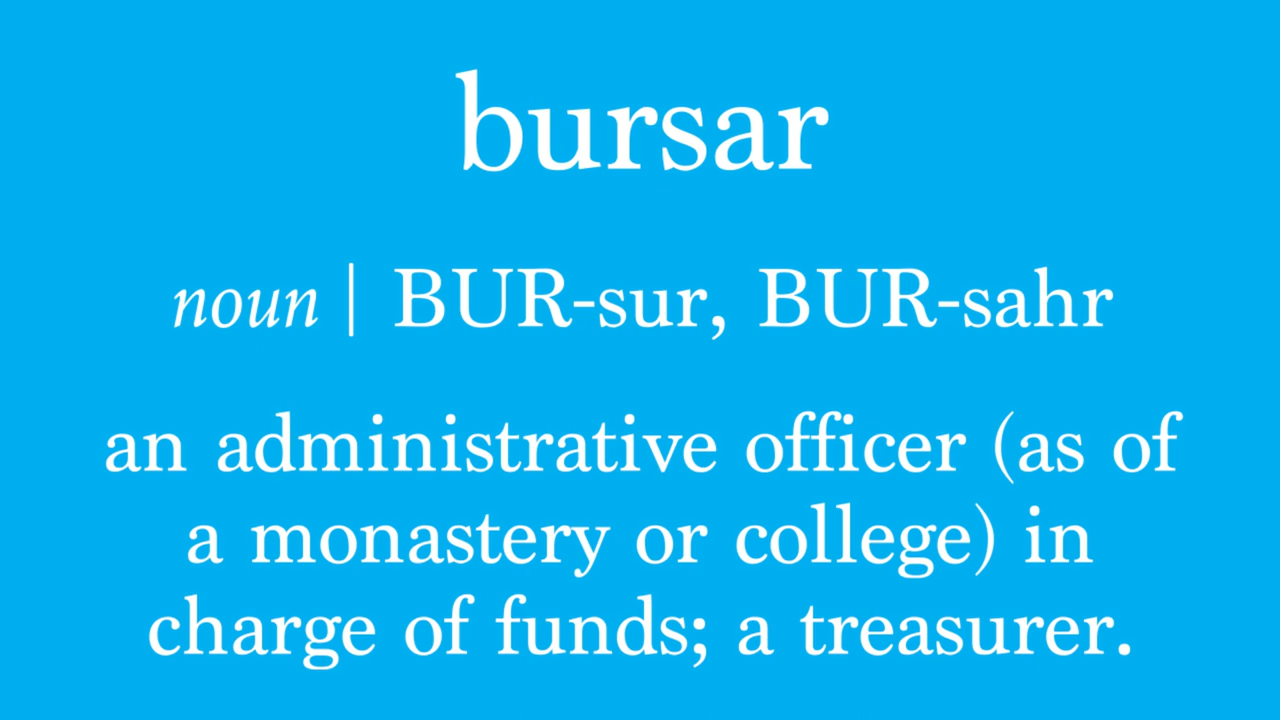 bursar
noun | BUR-sur, BUR-sahr
an administrative officer (as of
a monastery or college) in
charge of funds; a treasurer.